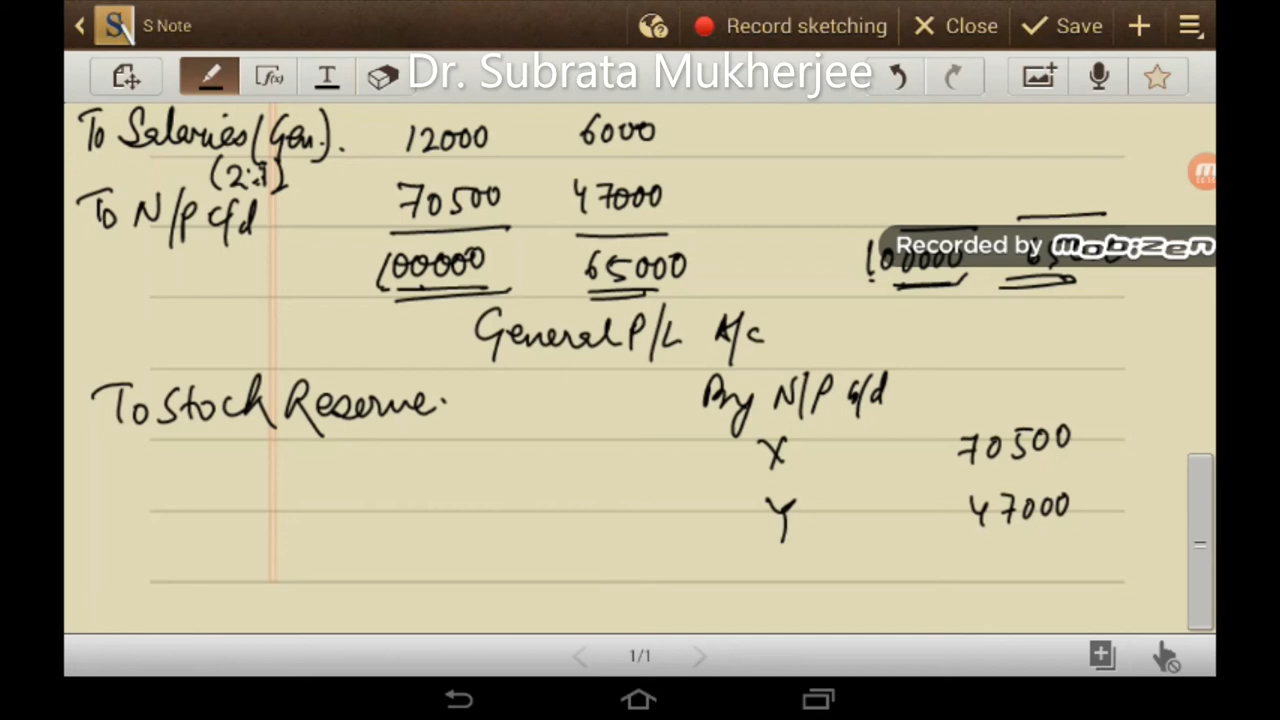 S Note
Record sketching Close Save
Dr. Subrata Mukherjee
To Salaries (Gen.). 12000 6000
(2:1)
To N/P c/d 70500 47000
Recorded by Mobizen
100000 65000 100000
General P/L A/c
To Stock Reserve. By N/P c/d
X 70500
Y 47000
1/1